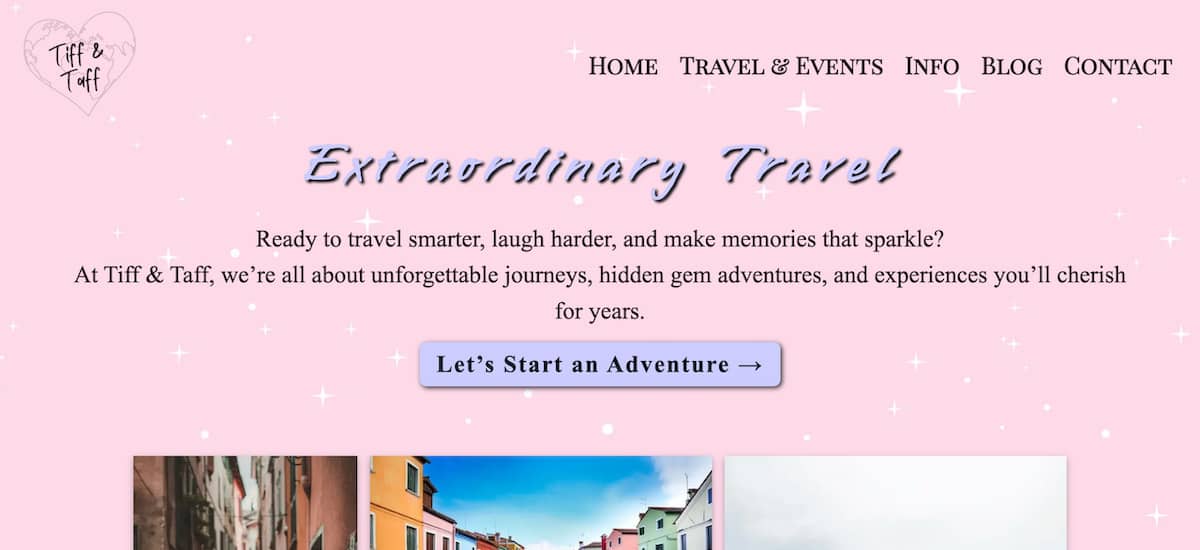 Tiff &
Taff
Home Travel & Events Info Blog Contact
Extraordinary Travel
Ready to travel smarter, laugh harder, and make memories that sparkle?
At Tiff & Taff, we’re all about unforgettable journeys, hidden gem adventures, and experiences you’ll cherish
for years.
Let’s Start an Adventure →